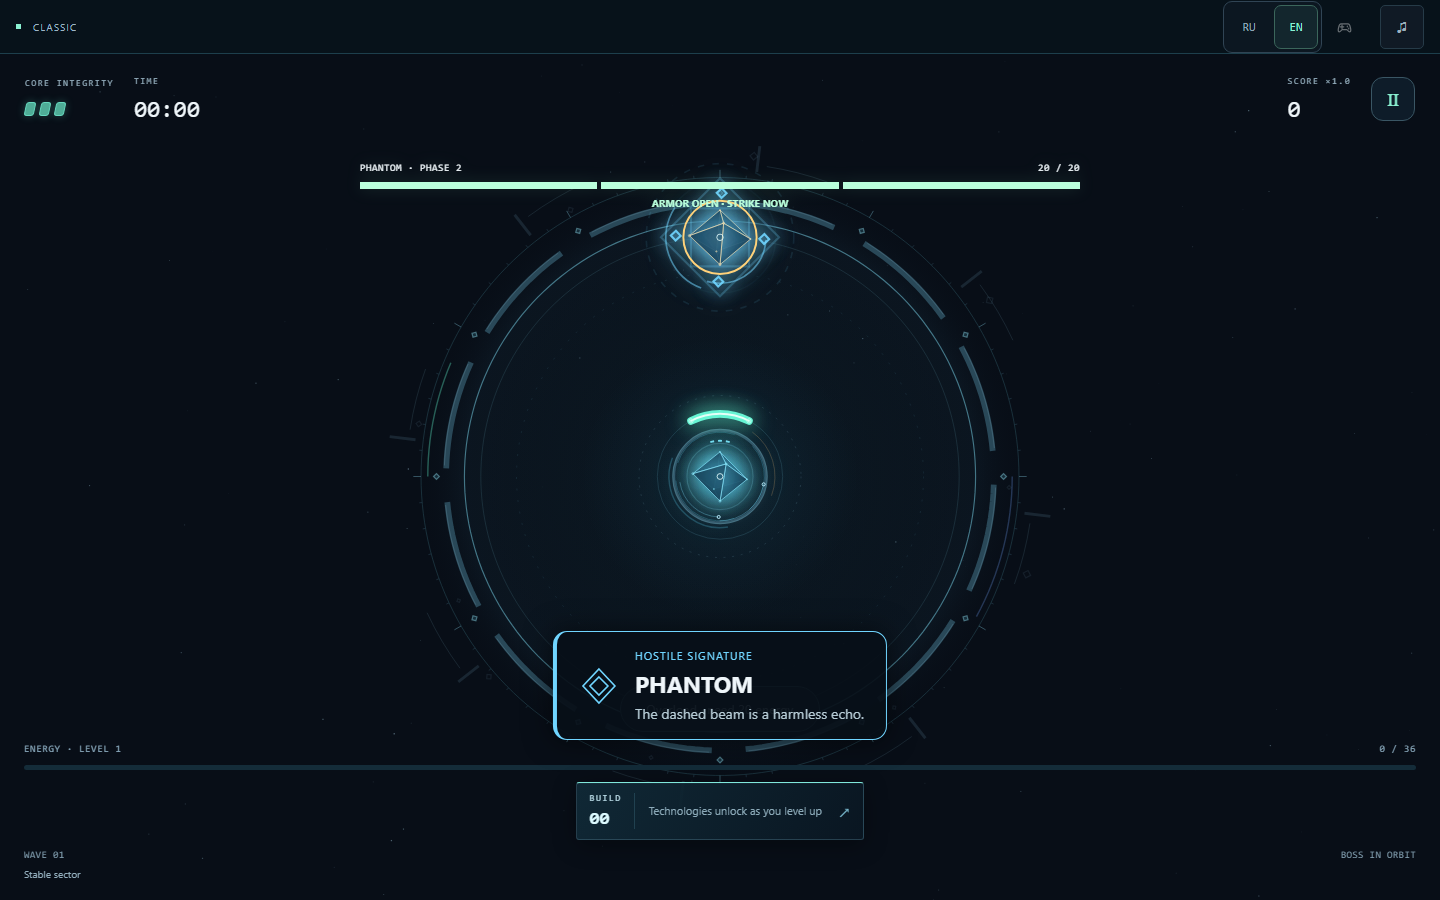 CLASSIC
RU
EN
CORE INTEGRITY
TIME
00:00
SCORE ×1.0
0
II
PHANTOM · PHASE 2
20 / 20
ARMOR OPEN · STRIKE NOW
HOSTILE SIGNATURE
PHANTOM
The dashed beam is a harmless echo.
ENERGY · LEVEL 1
0 / 36
BUILD
00
Technologies unlock as you level up
WAVE 01
Stable sector
BOSS IN ORBIT